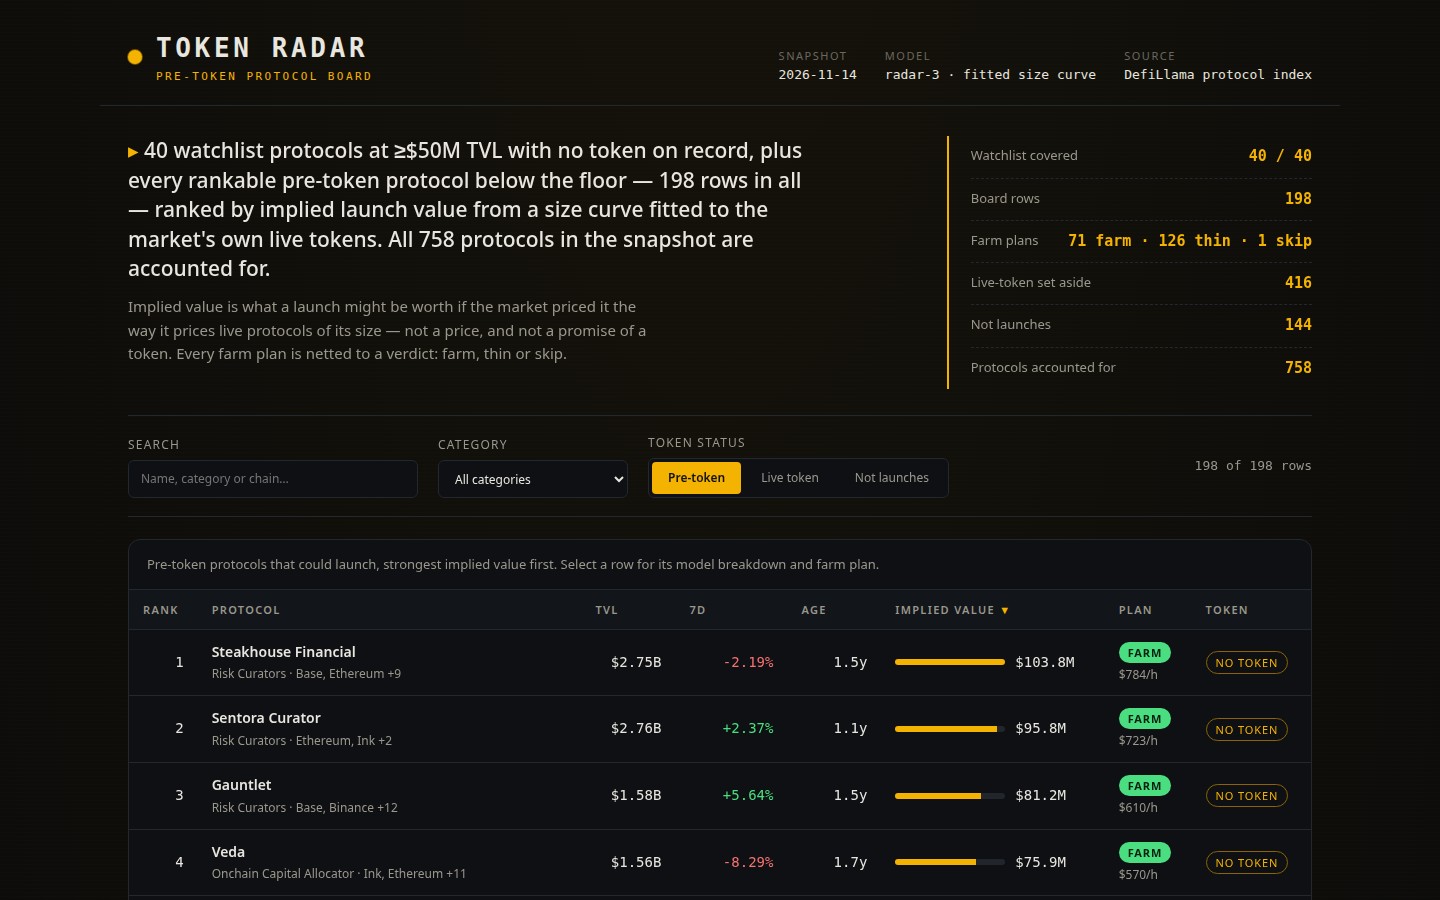 TOKEN RADAR
PRE-TOKEN PROTOCOL BOARD
SNAPSHOT
2026-11-14
MODEL
radar-3 · fitted size curve
SOURCE
DefiLlama protocol index
▸ 40 watchlist protocols at ≥$50M TVL with no token on record, plus
every rankable pre-token protocol below the floor — 198 rows in all
— ranked by implied launch value from a size curve fitted to the
market's own live tokens. All 758 protocols in the snapshot are
accounted for.
Implied value is what a launch might be worth if the market priced it the
way it prices live protocols of its size — not a price, and not a promise of a
token. Every farm plan is netted to a verdict: farm, thin or skip.
Watchlist covered 40 / 40
Board rows 198
Farm plans 71 farm · 126 thin · 1 skip
Live-token set aside 416
Not launches 144
Protocols accounted for 758
SEARCH
Name, category or chain…
CATEGORY
All categories
TOKEN STATUS
Pre-token Live token Not launches
198 of 198 rows
Pre-token protocols that could launch, strongest implied value first. Select a row for its model breakdown and farm plan.
RANK PROTOCOL TVL 7D AGE IMPLIED VALUE ▼ PLAN TOKEN
1 Steakhouse Financial $2.75B -2.19% 1.5y $103.8M FARM NO TOKEN
Risk Curators · Base, Ethereum +9 $784/h
2 Sentora Curator $2.76B +2.37% 1.1y $95.8M FARM NO TOKEN
Risk Curators · Ethereum, Ink +2 $723/h
3 Gauntlet $1.58B +5.64% 1.5y $81.2M FARM NO TOKEN
Risk Curators · Base, Binance +12 $610/h
4 Veda $1.56B -8.29% 1.7y $75.9M FARM NO TOKEN
Onchain Capital Allocator · Ink, Ethereum +11 $570/h